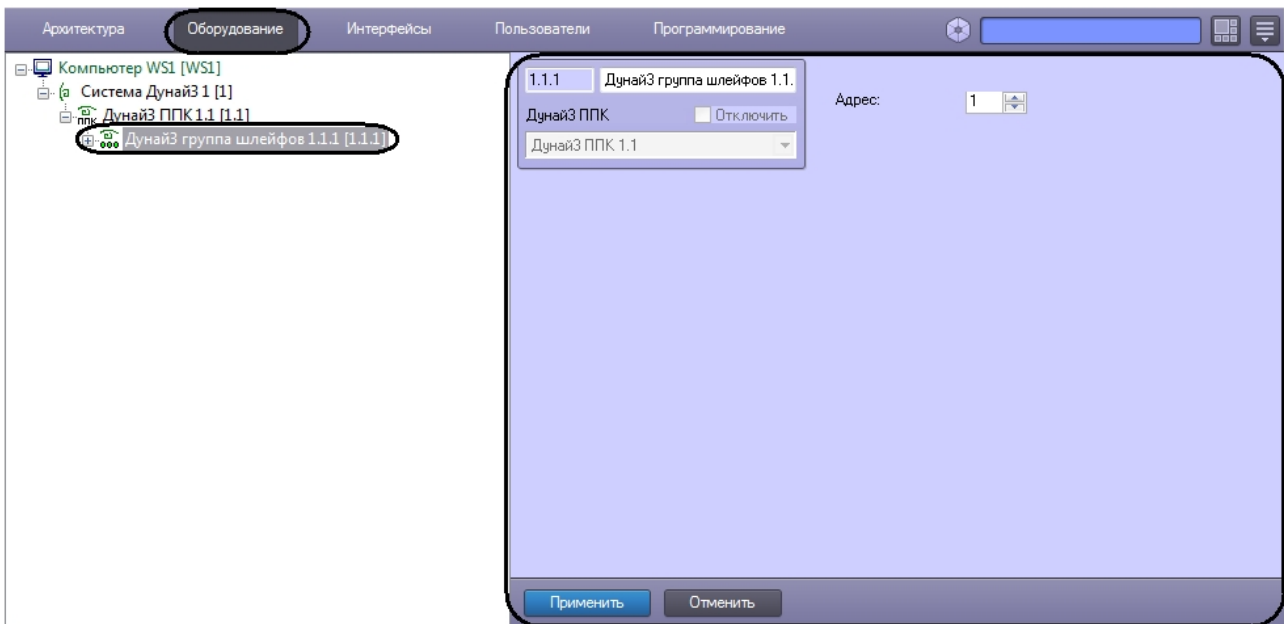 Архитектура Оборудование Интерфейсы Пользователи Программирование
Компьютер WS1 [WS1]
Система Дунай3 1 [1]
ППК Дунай3 ППК 1.1 [1.1]
Дунай3 группа шлейфов 1.1.1 [1.1.1]
1.1.1 Дунай3 группа шлейфов 1.1.
Дунай3 ППК Отключить
Дунай3 ППК 1.1
Адрес: 1
Применить Отменить